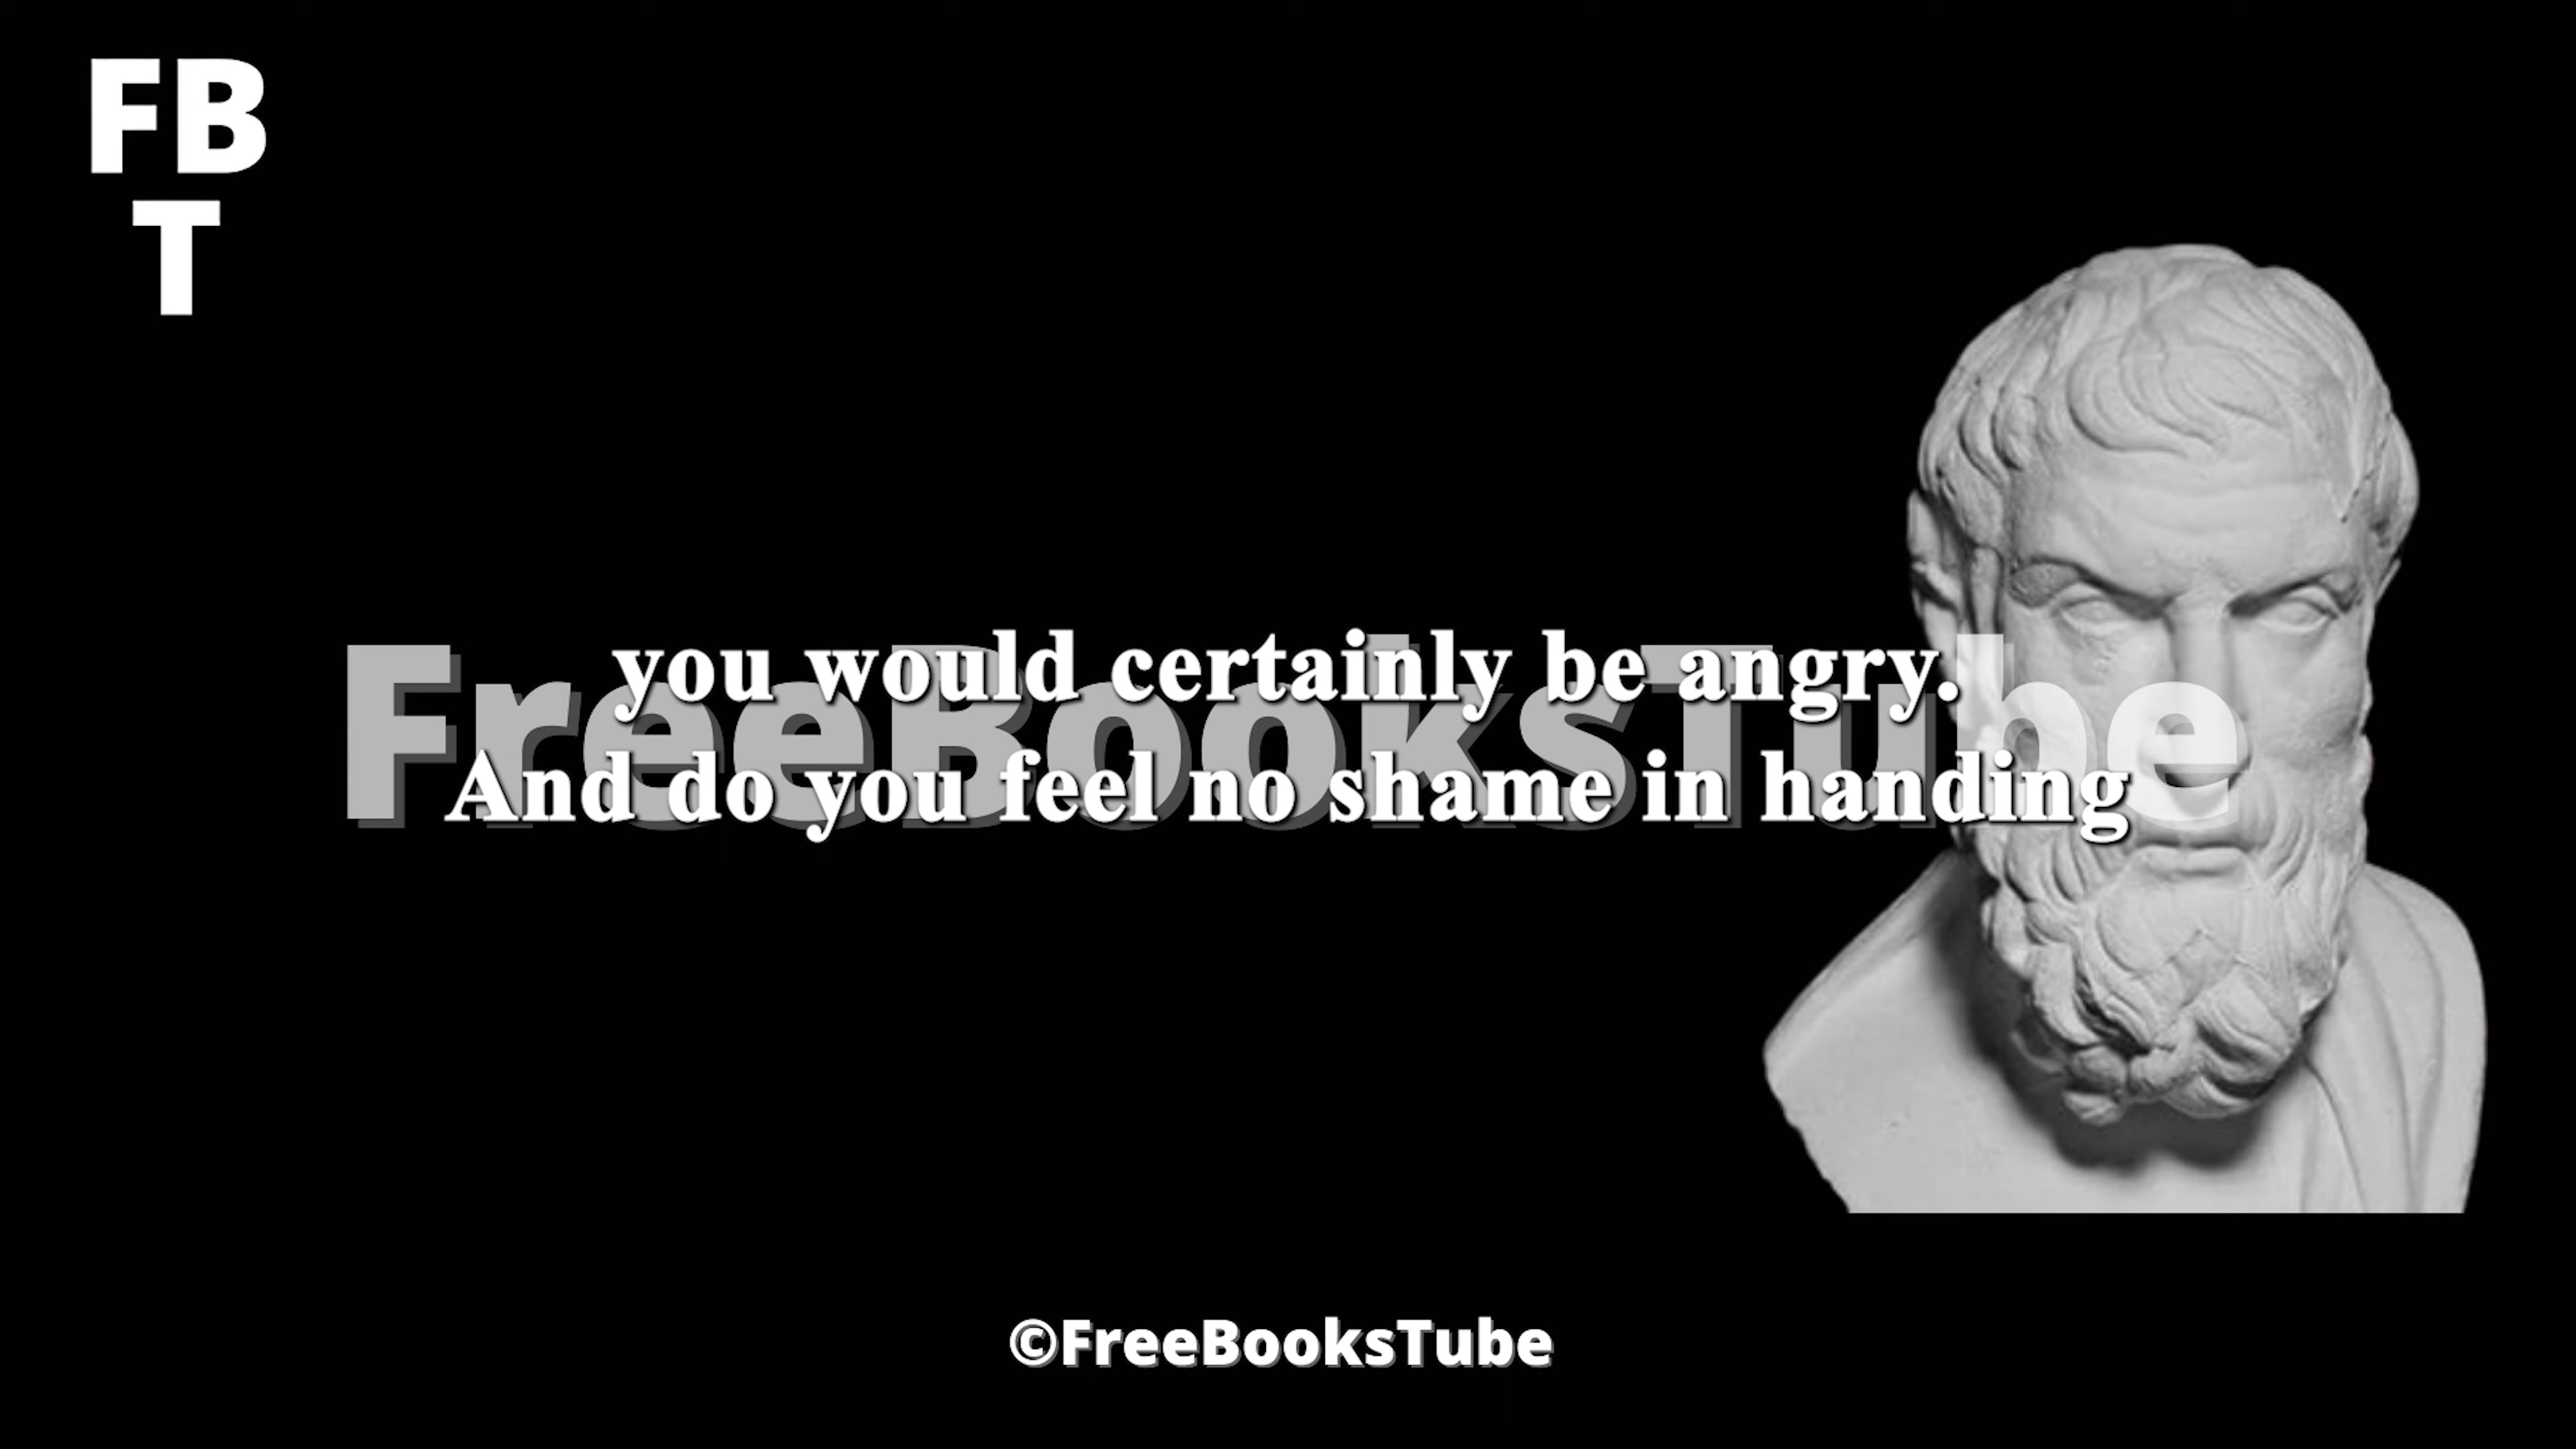 FB
T
FreeBooksTube
you would certainly be angry.
And do you feel no shame in handing
©FreeBooksTube